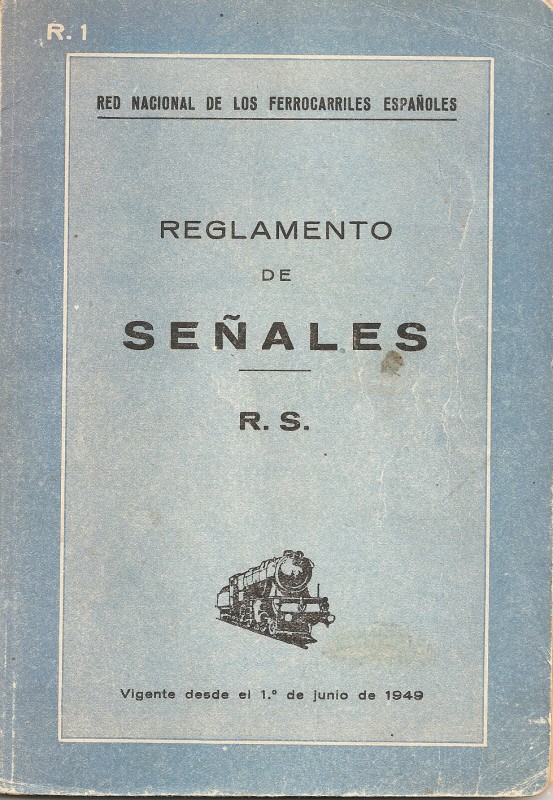 R. 1
RED NACIONAL DE LOS FERROCARRILES ESPAÑOLES
REGLAMENTO
DE
SEÑALES
R. S.
Vigente desde el 1.º de junio de 1949